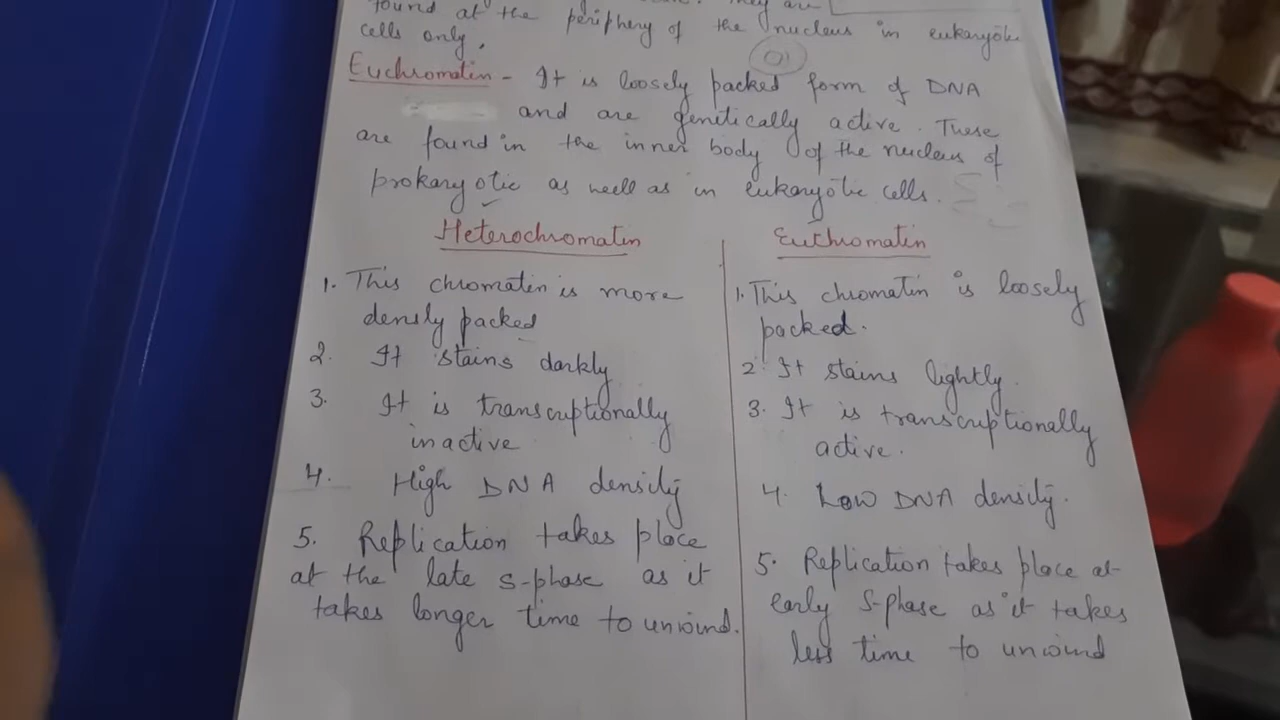 found at the periphery of the nucleus in eukaryotic
cells only.
Euchromatin - It is loosely packed form of DNA
and are genetically active. These
are found in the inner body of the nucleus of
prokaryotic as well as in eukaryotic cells.
Heterochromatin
1. This chromatin is more
densly packed
2. It stains darkly
3. It is transcriptionally
inactive
4. High DNA density
5. Replication takes place
at the late s-phase as it
takes longer time to unwind.
Euchromatin
1. This chromatin is loosely
packed.
2. It stains lightly.
3. It is transcriptionally
active.
4. Low DNA density.
5. Replication takes place at
early S-phase as it takes
less time to unwind